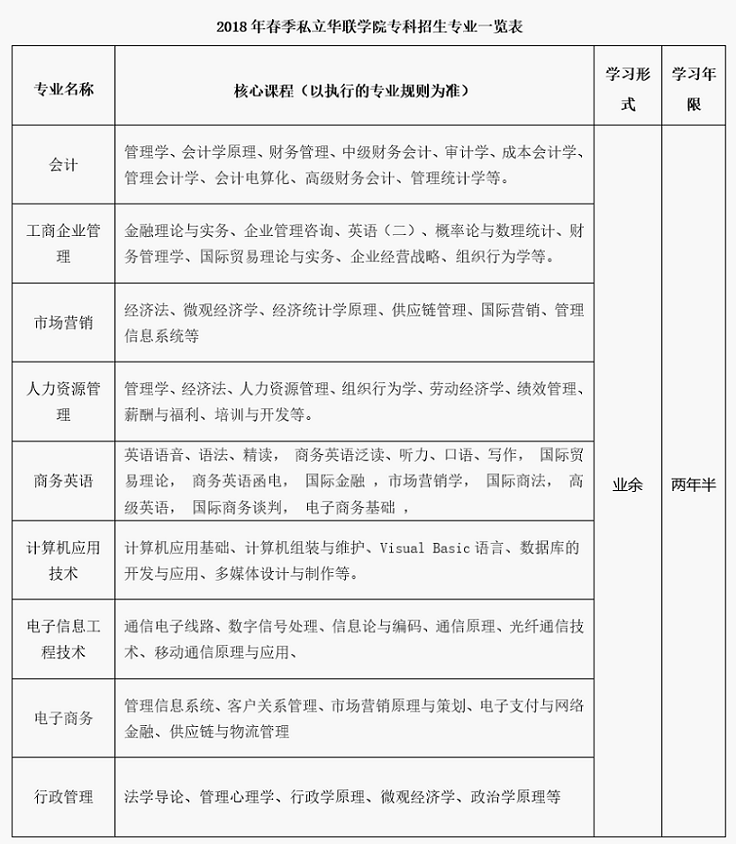 2018年春季私立华联学院专科招生专业一览表
专业名称
核心课程（以执行的专业规则为准）
学习形
式
学习年
限
会计
管理学、会计学原理、财务管理、中级财务会计、审计学、成本会计学、
管理会计学、会计电算化、高级财务会计、管理统计学等。
工商企业管
理
金融理论与实务、企业管理咨询、英语（二）、概率论与数理统计、财
务管理学、国际贸易理论与实务、企业经营战略、组织行为学等。
市场营销
经济法、微观经济学、经济统计学原理、供应链管理、国际营销、管理
信息系统等
人力资源管
理
管理学、经济法、人力资源管理、组织行为学、劳动经济学、绩效管理、
薪酬与福利、培训与开发等。
商务英语
英语语音、语法、精读， 商务英语泛读、听力、口语、写作， 国际贸
易理论， 商务英语函电， 国际金融 ，市场营销学， 国际商法， 高
级英语， 国际商务谈判， 电子商务基础 ，
计算机应用
技术
计算机应用基础、计算机组装与维护、Visual Basic 语言、数据库的
开发与应用、多媒体设计与制作等。
电子信息工
程技术
通信电子线路、数字信号处理、信息论与编码、通信原理、光纤通信技
术、移动通信原理与应用、
电子商务
管理信息系统、客户关系管理、市场营销原理与策划、电子支付与网络
金融、供应链与物流管理
行政管理
法学导论、管理心理学、行政学原理、微观经济学、政治学原理等
业余
两年半